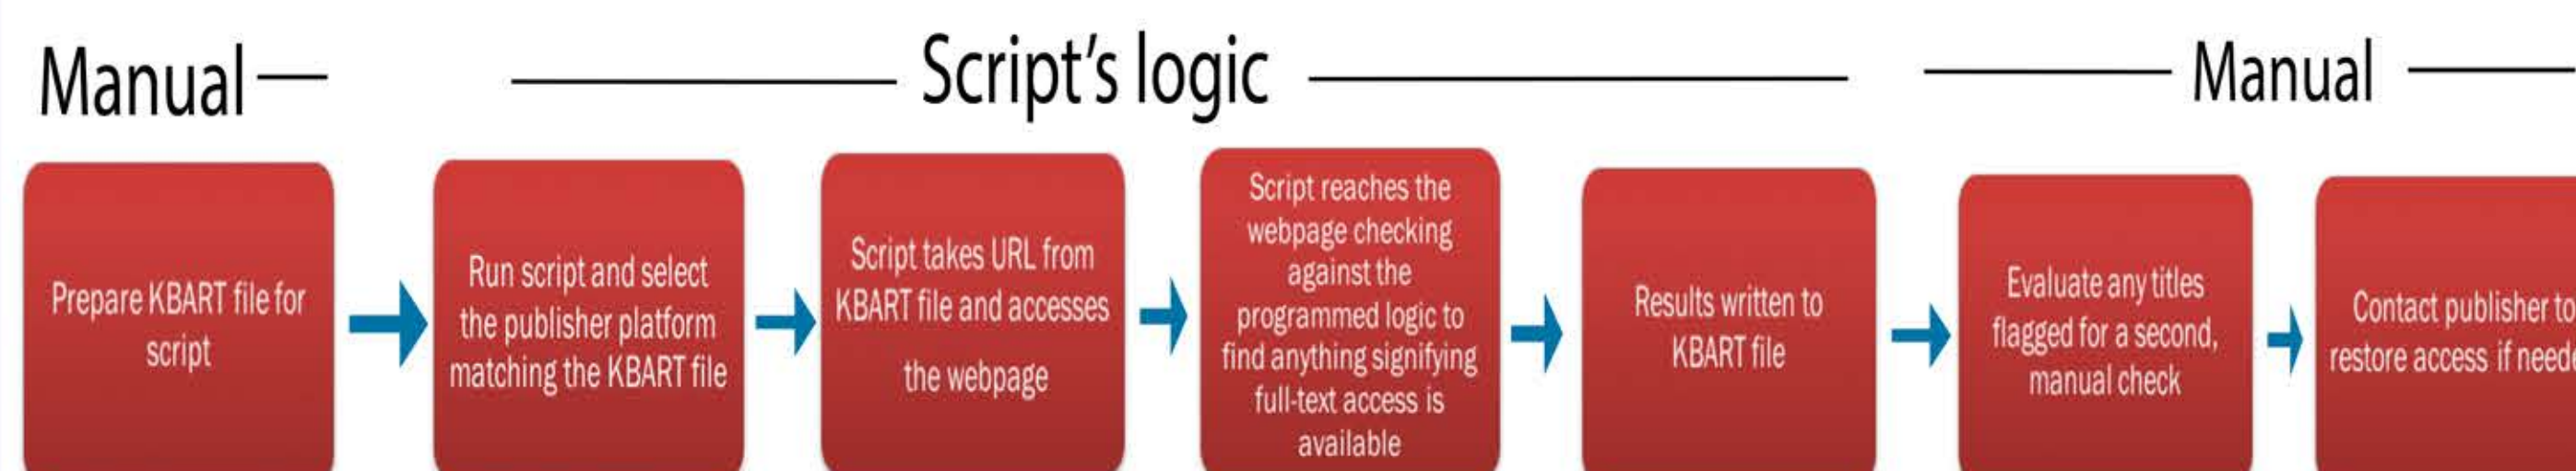 Manual
Script's logic
Manual
Prepare KBART file for
script
Run script and select
the publisher platform
matching the KBART file
Script takes URL from
KBART file and accesses
the webpage
Script reaches the
webpage checking
against the
programmed logic to
find anything signifying
full-text access is
available
Results written to
KBART file
Evaluate any titles
flagged for a second,
manual check
Contact publisher to
restore access if neede